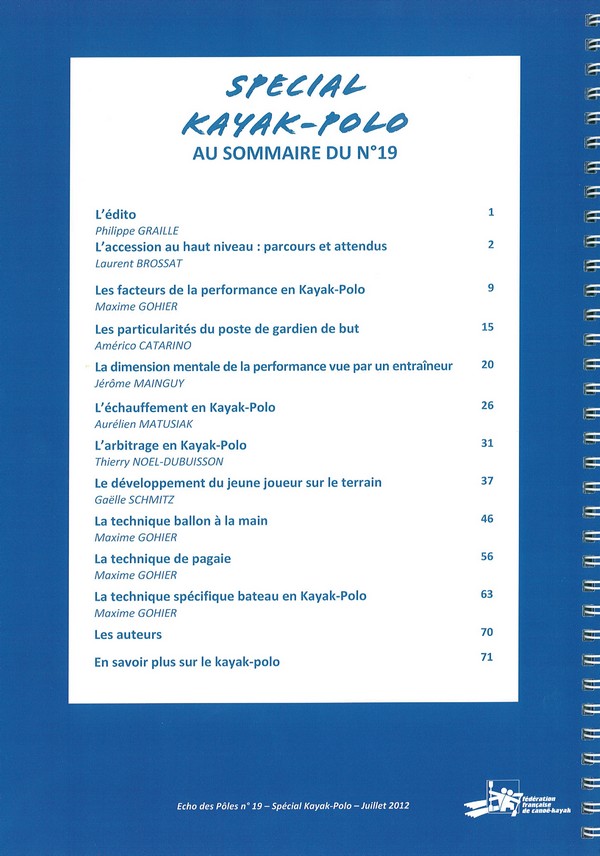 SPECIAL
KAYAK-POLO
AU SOMMAIRE DU N°19
L'édito 1
Philippe GRAILLE
L'accession au haut niveau : parcours et attendus 2
Laurent BROSSAT
Les facteurs de la performance en Kayak-Polo 9
Maxime GOHIER
Les particularités du poste de gardien de but 15
Américo CATARINO
La dimension mentale de la performance vue par un entraîneur 20
Jérôme MAINGUY
L'échauffement en Kayak-Polo 26
Aurélien MATUSIAK
L'arbitrage en Kayak-Polo 31
Thierry NOEL-DUBUISSON
Le développement du jeune joueur sur le terrain 37
Gaëlle SCHMITZ
La technique ballon à la main 46
Maxime GOHIER
La technique de pagaie 56
Maxime GOHIER
La technique spécifique bateau en Kayak-Polo 63
Maxime GOHIER
Les auteurs 70
En savoir plus sur le kayak-polo 71
Echo des Pôles n° 19 – Spécial Kayak-Polo – Juillet 2012
fédération
française
de canoë-kayak